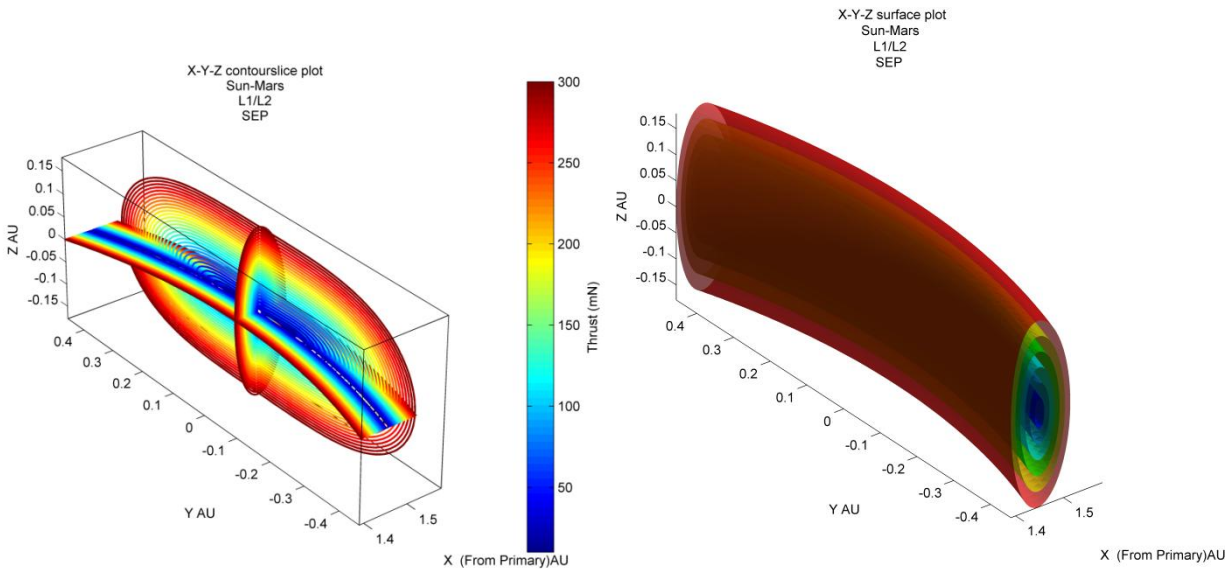 X-Y-Z contourslice plot
Sun-Mars
L1/L2
SEP
0.15
0.1
0.05
0
-0.05
-0.1
-0.15
Z AU
0.4
0.3
0.2
0.1
0
-0.1
-0.2
-0.3
-0.4
Y AU
1.4
1.5
X (From Primary)AU
300
250
200
150
100
50
Thrust (mN)
X-Y-Z surface plot
Sun-Mars
L1/L2
SEP
0.15
0.1
0.05
0
-0.05
-0.1
-0.15
Z AU
0.4
0.3
0.2
0.1
0
-0.1
-0.2
-0.3
-0.4
Y AU
1.4
1.5
X (From Primary)AU